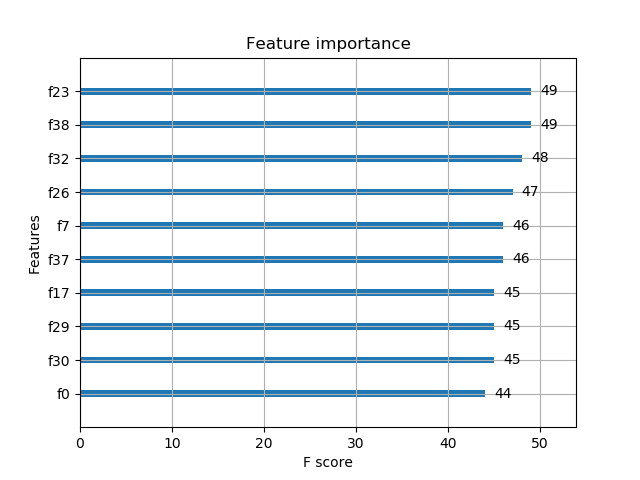 Feature importance
f23 49
f38 49
f32 48
f26 47
f7 46
f37 46
f17 45
f29 45
f30 45
f0 44
0 10 20 30 40 50
F score
Features